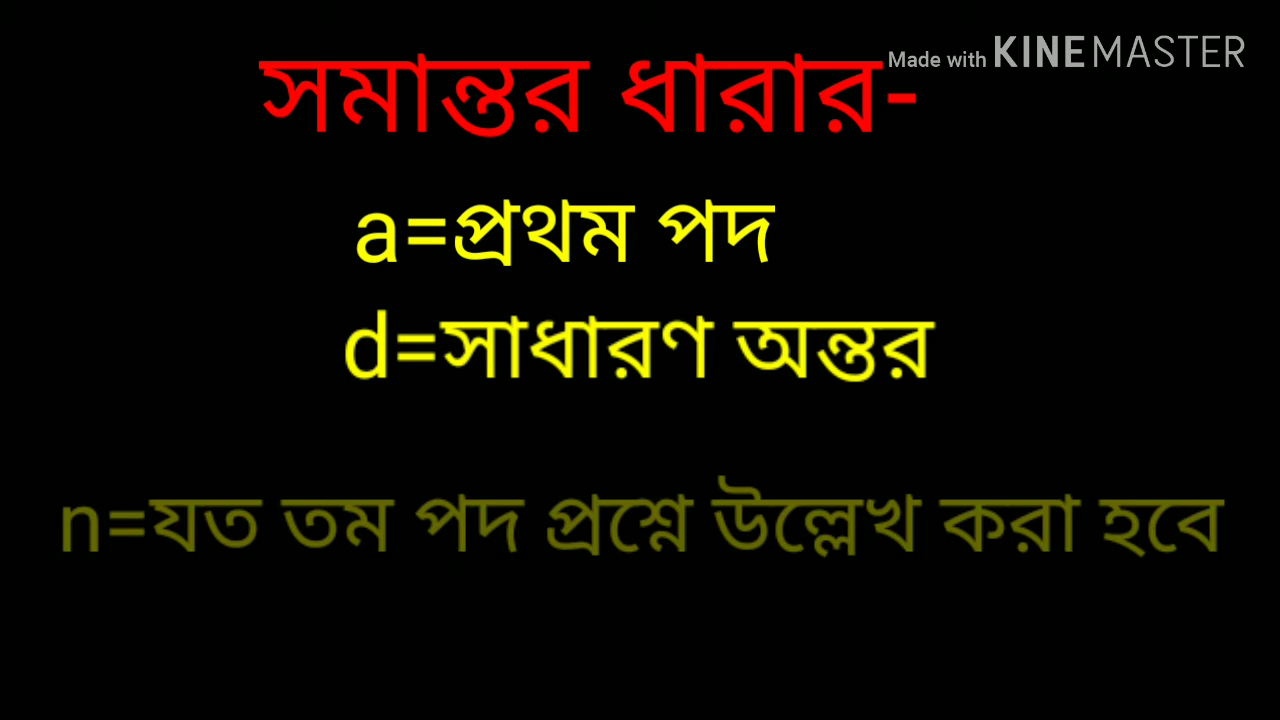 Made with KINEMASTER
সমান্তর ধারার-
a=প্রথম পদ
d=সাধারণ অন্তর
n=যত তম পদ প্রশ্নে উল্লেখ করা হবে